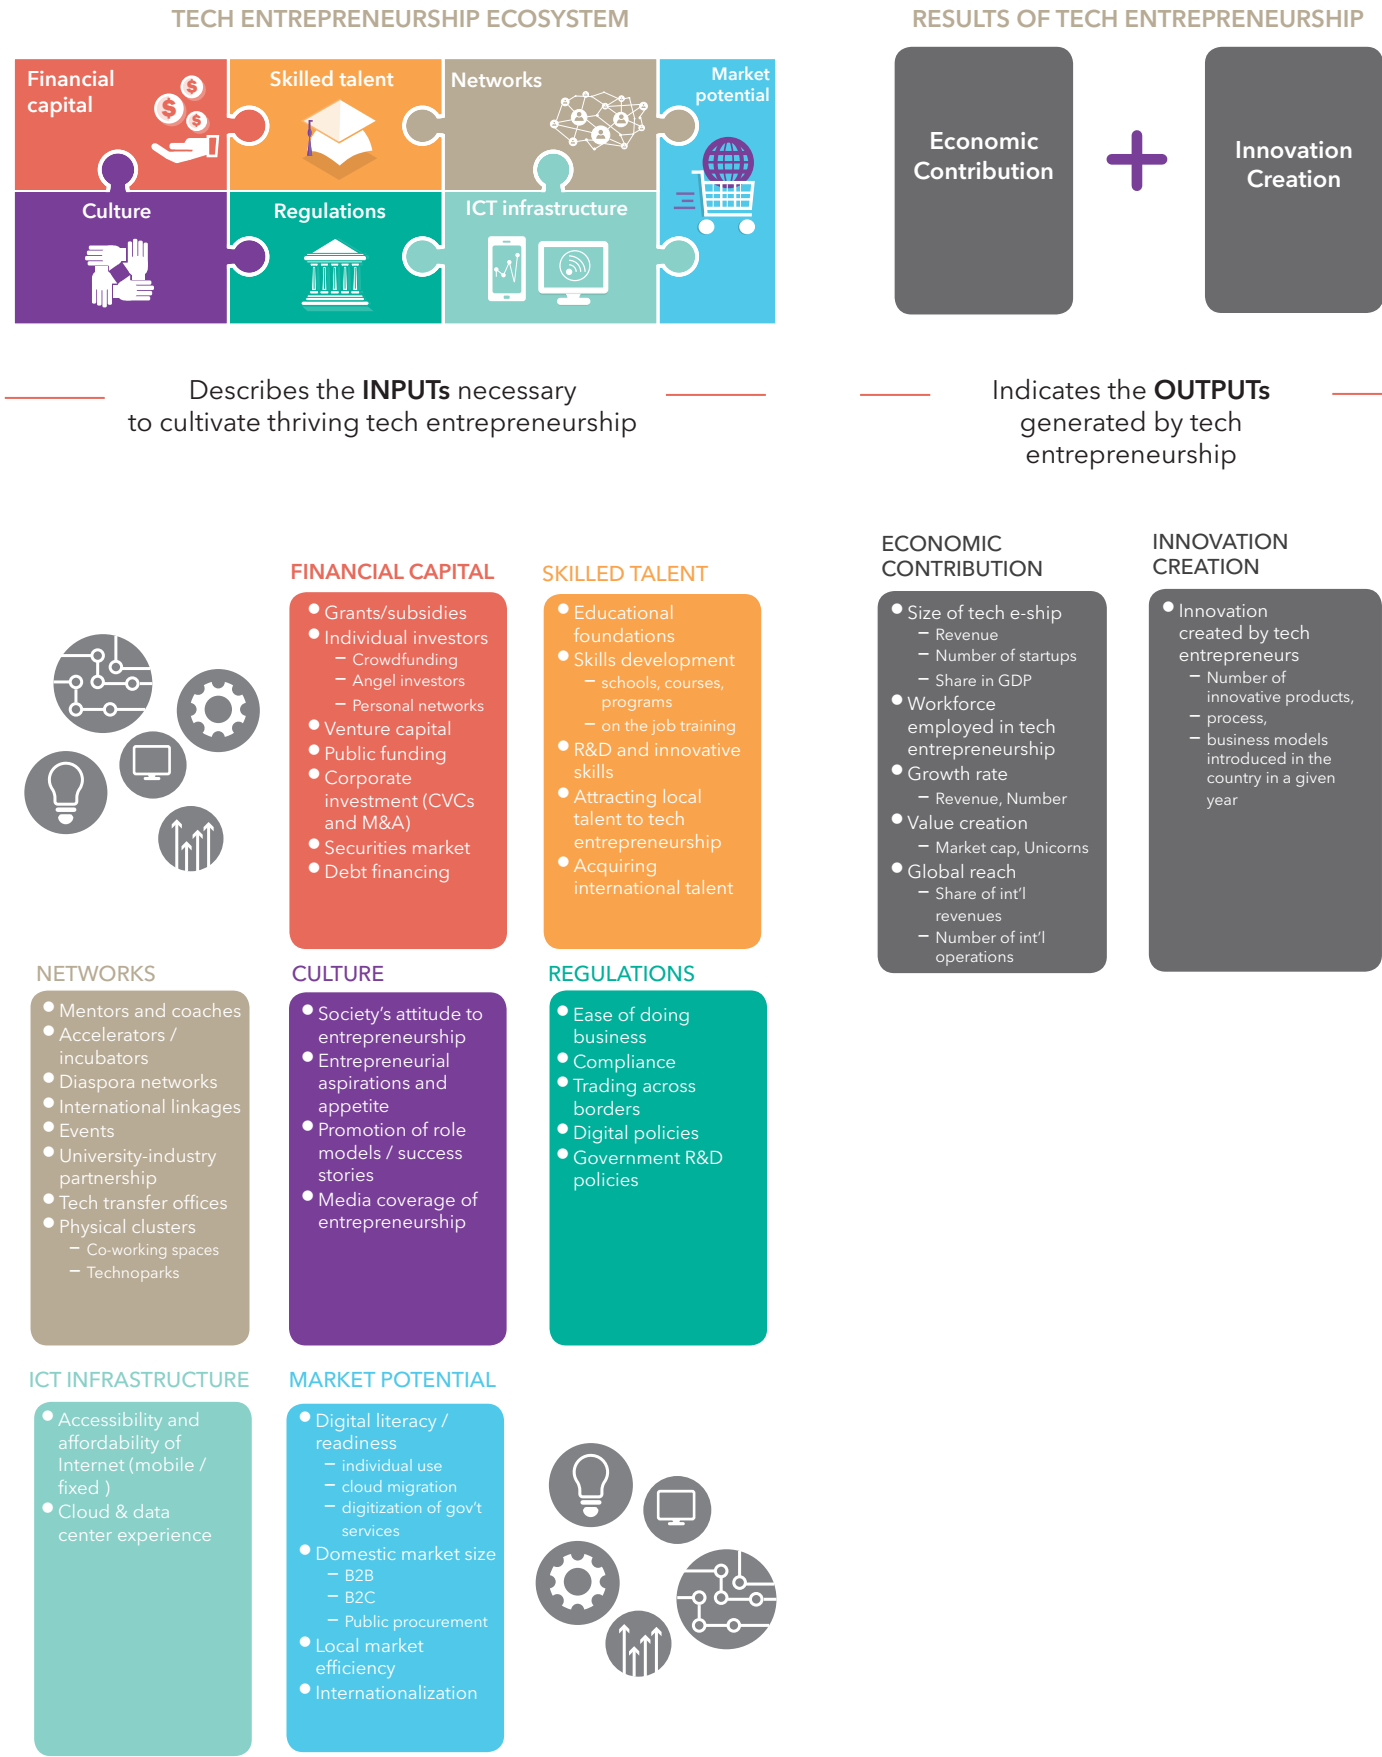 TECH ENTREPRENEURSHIP ECOSYSTEM
Financial
capital
Skilled talent
Networks
Market
potential
Culture
Regulations
ICT infrastructure
Describes the INPUTs necessary
to cultivate thriving tech entrepreneurship
RESULTS OF TECH ENTREPRENEURSHIP
Economic
Contribution
+
Innovation
Creation
Indicates the OUTPUTs
generated by tech
entrepreneurship
FINANCIAL CAPITAL
● Grants/subsidies
● Individual investors
– Crowdfunding
– Angel investors
– Personal networks
● Venture capital
● Public funding
● Corporate
investment (CVCs
and M&A)
● Securities market
● Debt financing
SKILLED TALENT
● Educational
foundations
● Skills development
– schools, courses,
programs
– on the job training
● R&D and innovative
skills
● Attracting local
talent to tech
entrepreneurship
● Acquiring
international talent
ECONOMIC
CONTRIBUTION
● Size of tech e-ship
– Revenue
– Number of startups
– Share in GDP
● Workforce
employed in tech
entrepreneurship
● Growth rate
– Revenue, Number
● Value creation
– Market cap, Unicorns
● Global reach
– Share of int'l
revenues
– Number of int'l
operations
INNOVATION
CREATION
● Innovation
created by tech
entrepreneurs
– Number of
innovative products,
– process,
– business models
introduced in the
country in a given
year
NETWORKS
● Mentors and coaches
● Accelerators /
incubators
● Diaspora networks
● International linkages
● Events
● University-industry
partnership
● Tech transfer offices
● Physical clusters
– Co-working spaces
– Technoparks
CULTURE
● Society's attitude to
entrepreneurship
● Entrepreneurial
aspirations and
appetite
● Promotion of role
models / success
stories
● Media coverage of
entrepreneurship
REGULATIONS
● Ease of doing
business
● Compliance
● Trading across
borders
● Digital policies
● Government R&D
policies
ICT INFRASTRUCTURE
● Accessibility and
affordability of
Internet (mobile /
fixed )
● Cloud & data
center experience
MARKET POTENTIAL
● Digital literacy /
readiness
– individual use
– cloud migration
– digitization of gov't
services
● Domestic market size
– B2B
– B2C
– Public procurement
● Local market
efficiency
● Internationalization